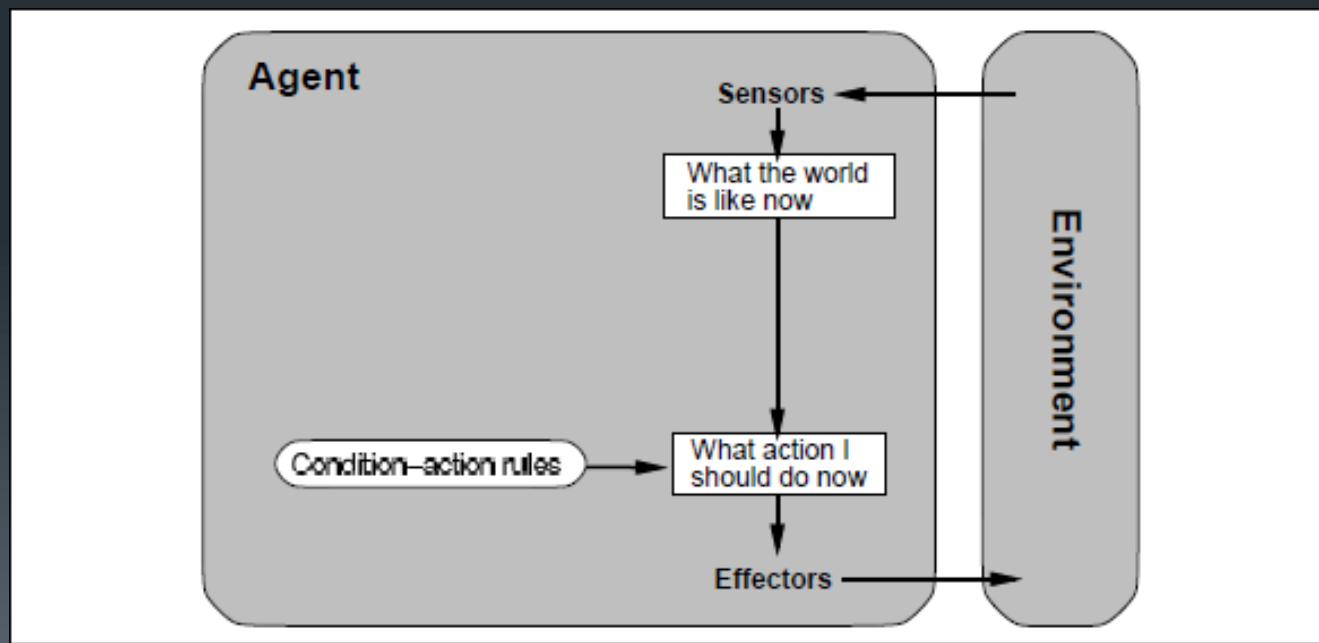 Agent
Sensors
What the world
is like now
Environment
Condition–action rules
What action I
should do now
Effectors